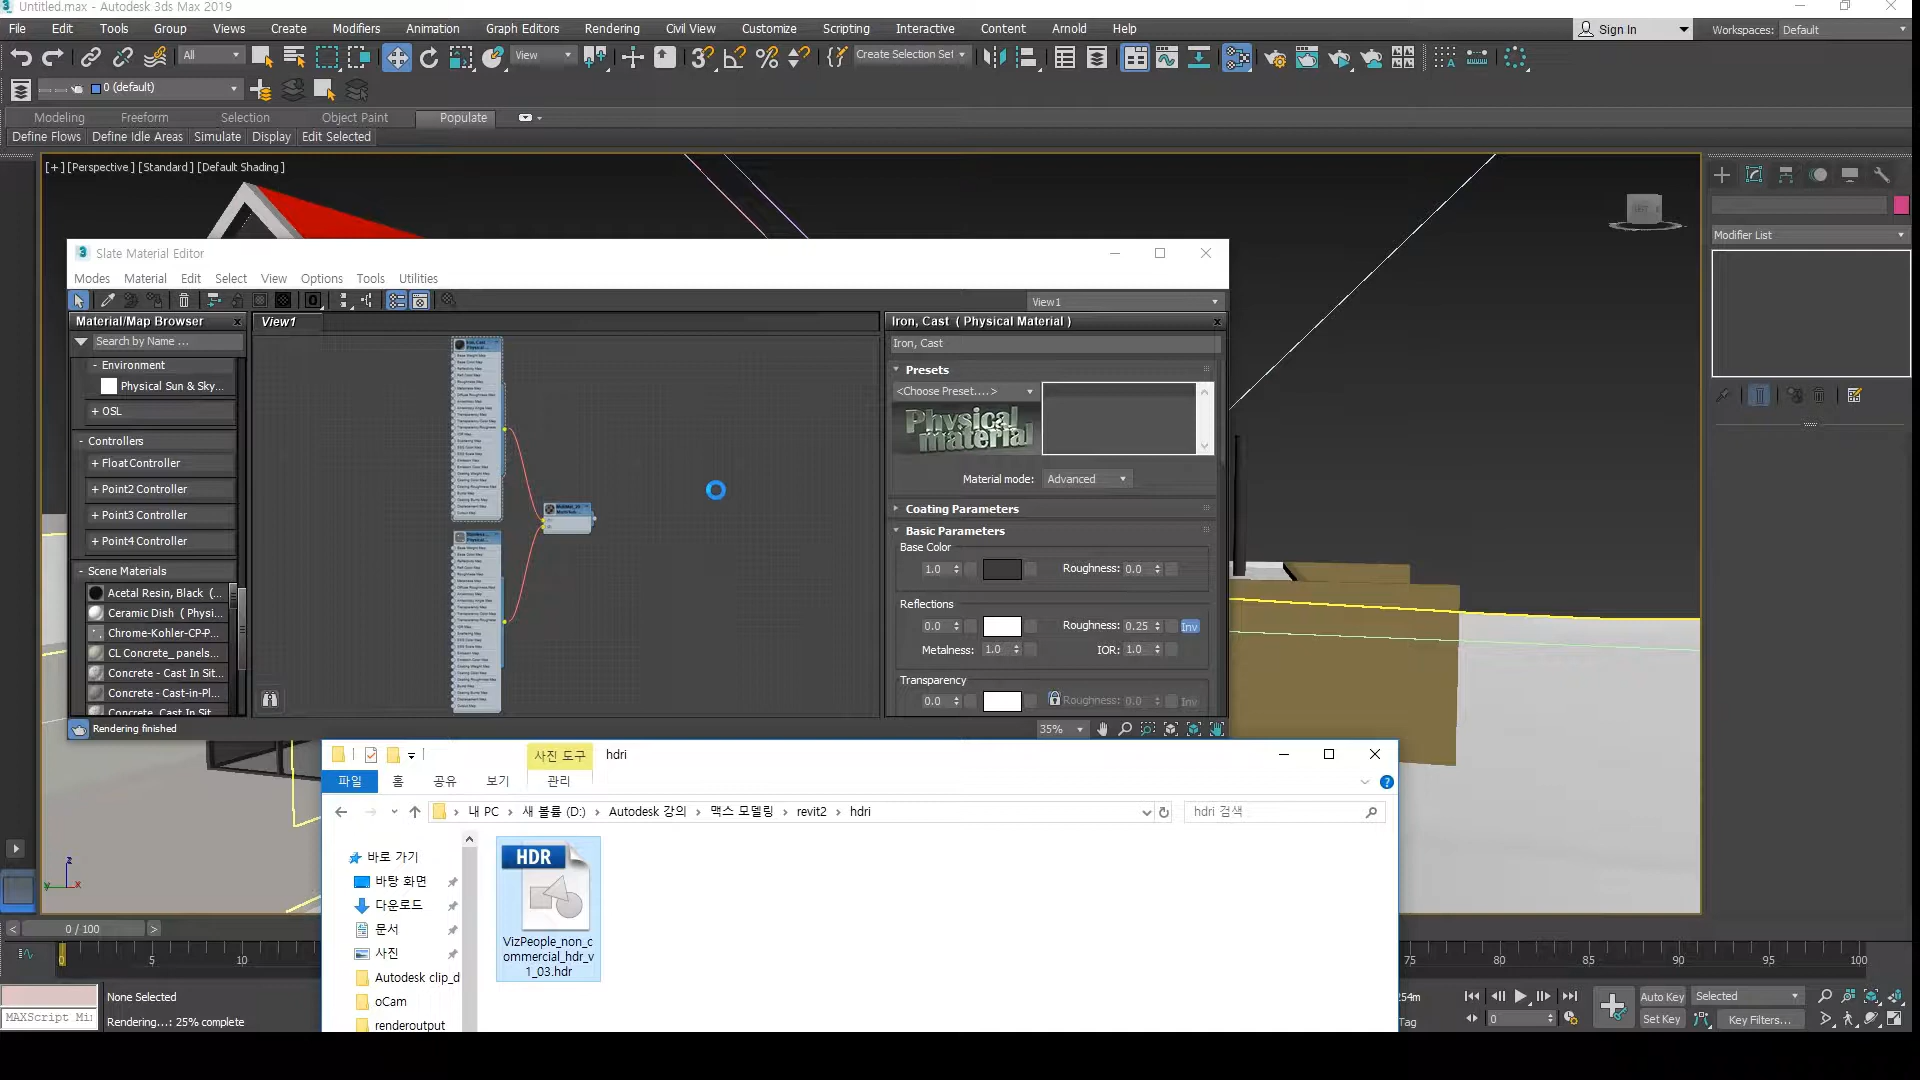 Untitled.max - Autodesk 3ds Max 2019
File Edit Tools Group Views Create Modifiers Animation Graph Editors Rendering Civil View Customize Scripting Interactive Content Arnold Help
Sign In
Workspaces: Default
All
View
Create Selection Set
0 (default)
Modeling Freeform Selection Object Paint Populate
Define Flows Define Idle Areas Simulate Display Edit Selected
[+] [Perspective ] [Standard ] [Default Shading ]
Modifier List
Slate Material Editor
Modes Material Edit Select View Options Tools Utilities
View1
Material/Map Browser
View1
Iron, Cast ( Physical Material )
Search by Name ...
Iron, Cast
- Environment
Physical Sun & Sky...
+ OSL
- Controllers
+ Float Controller
+ Point2 Controller
+ Point3 Controller
+ Point4 Controller
- Scene Materials
Acetal Resin, Black (...
Ceramic Dish ( Physi...
Chrome-Kohler-CP-P...
CL Concrete_ panels...
Concrete - Cast In Sit...
Concrete - Cast-in-Pl...
Concrete, Cast In Sit...
Presets
<Choose Preset....>
Physical material
Material mode: Advanced
Coating Parameters
Basic Parameters
Base Color
1.0 Roughness: 0.0
Reflections
0.0 Roughness: 0.25 Inv
Metalness: 1.0 IOR: 1.0
Transparency
0.0 Roughness: 0.0 Inv
Rendering finished
35%
사진 도구 hdri
파일 홈 공유 보기 관리
내 PC 새 볼륨 (D:) Autodesk 강의 맥스 모델링 revit2 hdri
hdri 검색
바로 가기
바탕 화면
다운로드
문서
사진
Autodesk clip_d
oCam
renderoutput
HDR
VizPeople_non_c
ommercial_hdr_v
1_03.hdr
z
y x
0 / 100
0 5 10 75 80 85 90 95 100
None Selected
MAXScript Mi
Rendering...: 25% complete
254m
Tag
0
Auto Key Selected
Set Key Key Filters...